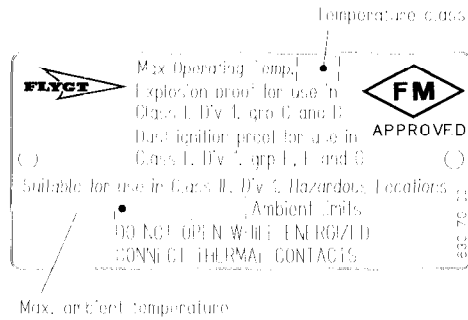 Temperature class
Max Operating Temp.
FLYGT
Explosion proof for use in
Class I, Div 1, grp C and D
FM
APPROVED
Dust ignition proof for use in
Class I, Div 1, grp E, F and G
Suitable for use in Class III, Div 1, Hazardous Locations
Ambient limits
DO NOT OPEN WHILE ENERGIZED
CONNECT THERMAL CONTACTS
Max. ambient temperature